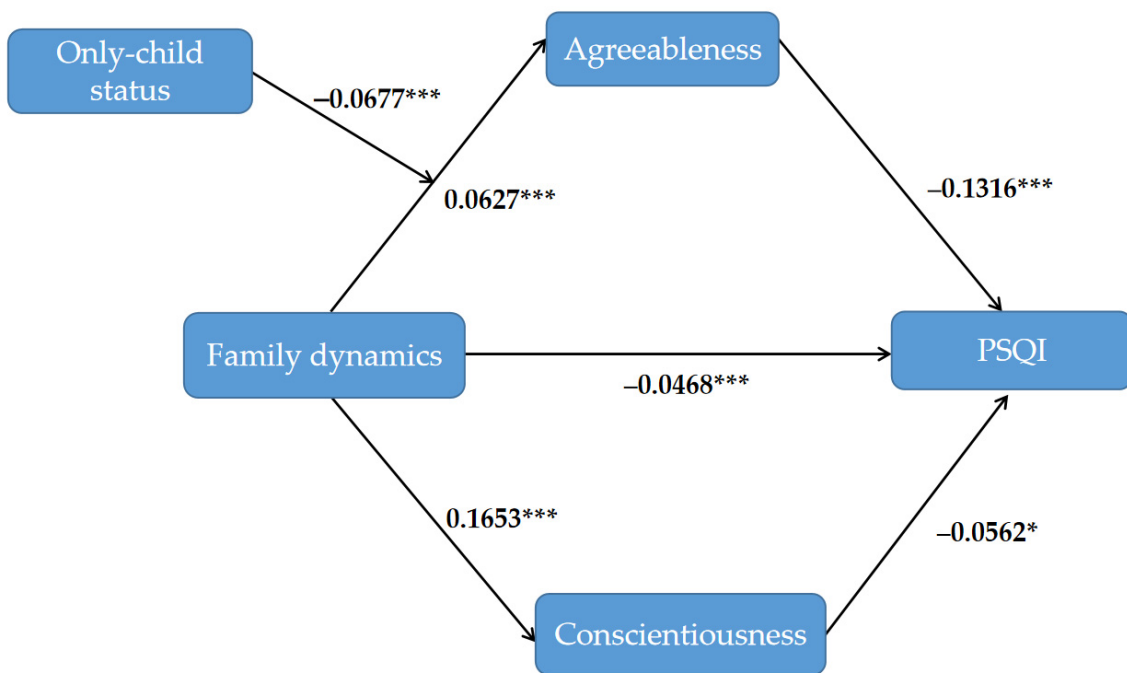 Only-child
status
Agreeableness
–0.0677***
0.0627***
–0.1316***
Family dynamics
PSQI
–0.0468***
0.1653***
–0.0562*
Conscientiousness